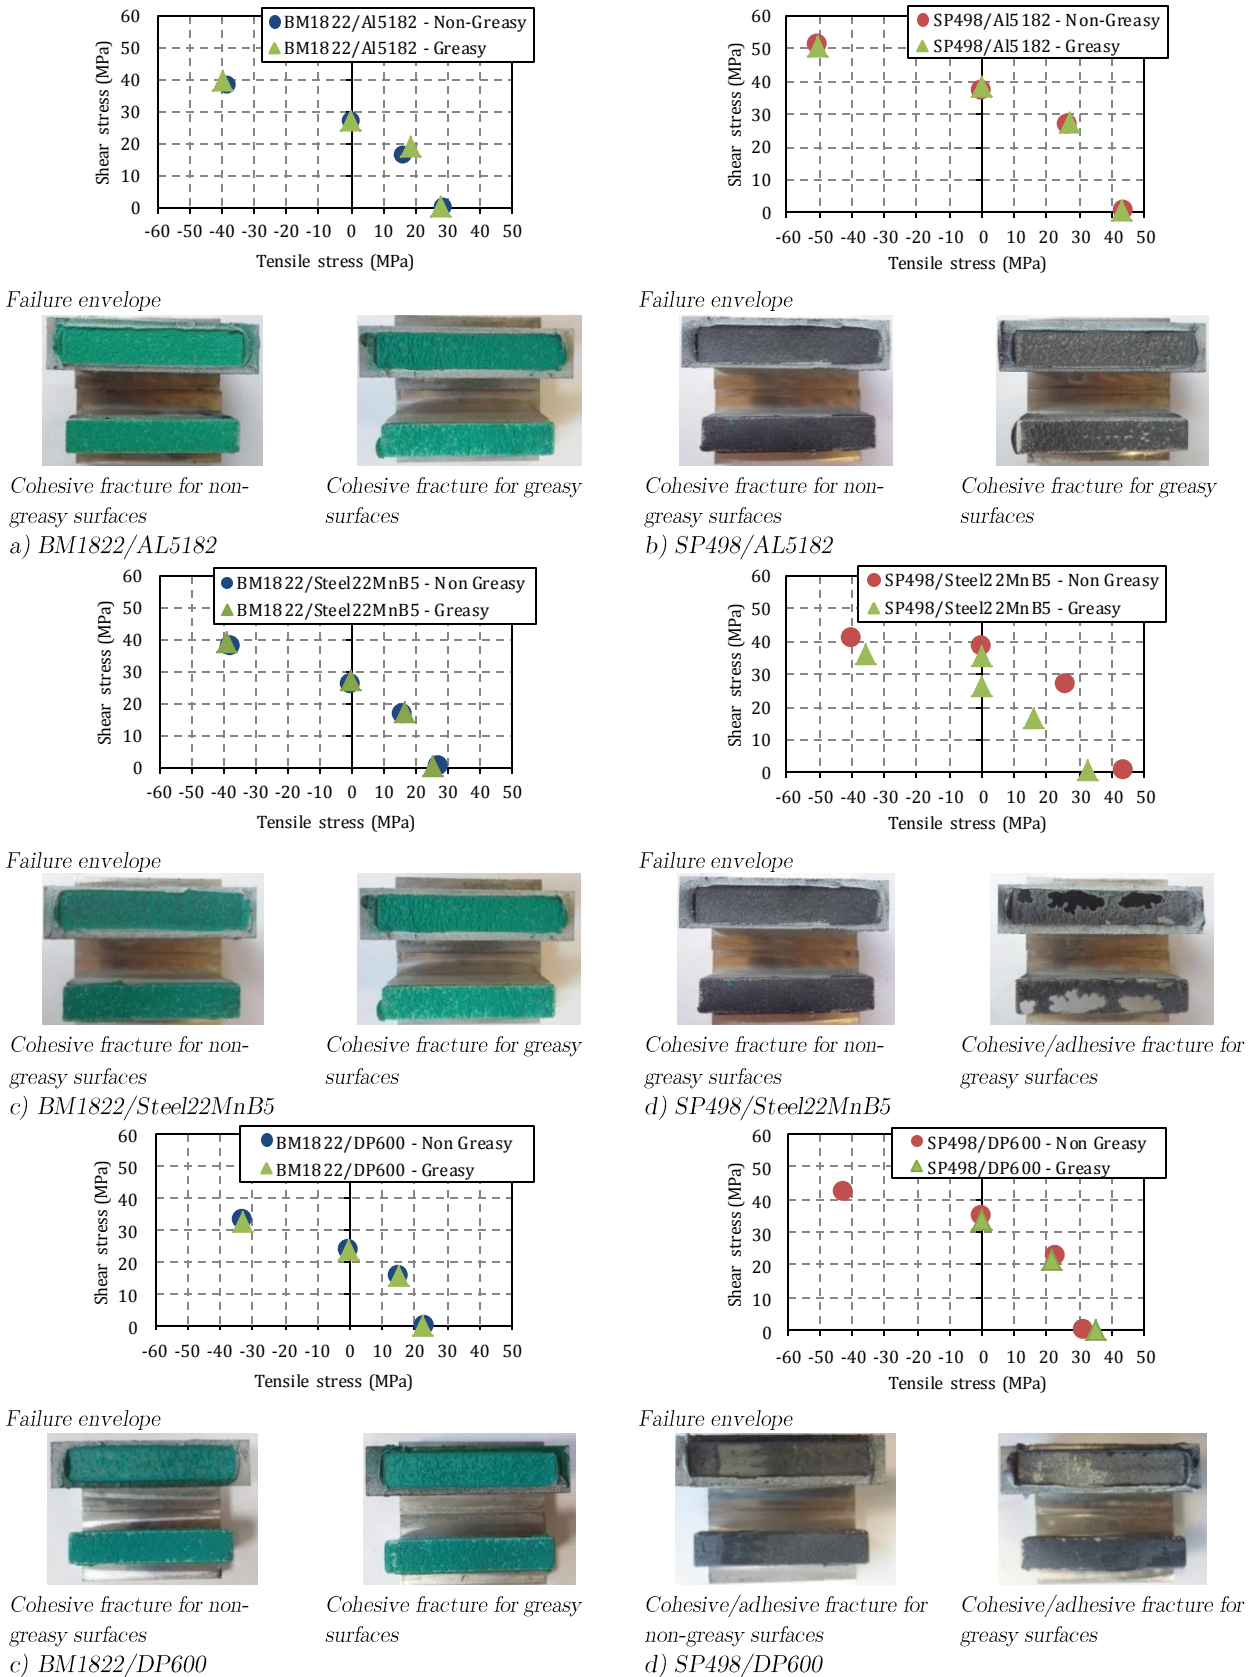 BM1822/Al5182 - Non-Greasy
BM1822/Al5182 - Greasy
Shear stress (MPa)
60
50
40
30
20
10
0
-60 -50 -40 -30 -20 -10 0 10 20 30 40 50
Tensile stress (MPa)
SP498/Al5182 - Non-Greasy
SP498/Al5182 - Greasy
Shear stress (MPa)
60
50
40
30
20
10
0
-60 -50 -40 -30 -20 -10 0 10 20 30 40 50
Tensile stress (MPa)
Failure envelope
Failure envelope
Cohesive fracture for non-
greasy surfaces
Cohesive fracture for greasy
surfaces
Cohesive fracture for non-
greasy surfaces
Cohesive fracture for greasy
surfaces
a) BM1822/AL5182
b) SP498/AL5182
BM1822/Steel22MnB5 - Non Greasy
BM1822/Steel22MnB5 - Greasy
Shear stress (MPa)
60
50
40
30
20
10
0
-60 -50 -40 -30 -20 -10 0 10 20 30 40 50
Tensile stress (MPa)
SP498/Steel22MnB5 - Non Greasy
SP498/Steel22MnB5 - Greasy
Shear stress (MPa)
60
50
40
30
20
10
0
-60 -50 -40 -30 -20 -10 0 10 20 30 40 50
Tensile stress (MPa)
Failure envelope
Failure envelope
Cohesive fracture for non-
greasy surfaces
Cohesive fracture for greasy
surfaces
Cohesive fracture for non-
greasy surfaces
Cohesive/adhesive fracture for
greasy surfaces
c) BM1822/Steel22MnB5
d) SP498/Steel22MnB5
BM1822/DP600 - Non Greasy
BM1822/DP600 - Greasy
Shear stress (MPa)
60
50
40
30
20
10
0
-60 -50 -40 -30 -20 -10 0 10 20 30 40 50
Tensile stress (MPa)
SP498/DP600 - Non Greasy
SP498/DP600 - Greasy
Shear stress (MPa)
60
50
40
30
20
10
0
-60 -50 -40 -30 -20 -10 0 10 20 30 40 50
Tensile stress (MPa)
Failure envelope
Failure envelope
Cohesive fracture for non-
greasy surfaces
Cohesive fracture for greasy
surfaces
Cohesive/adhesive fracture for
non-greasy surfaces
Cohesive/adhesive fracture for
greasy surfaces
c) BM1822/DP600
d) SP498/DP600